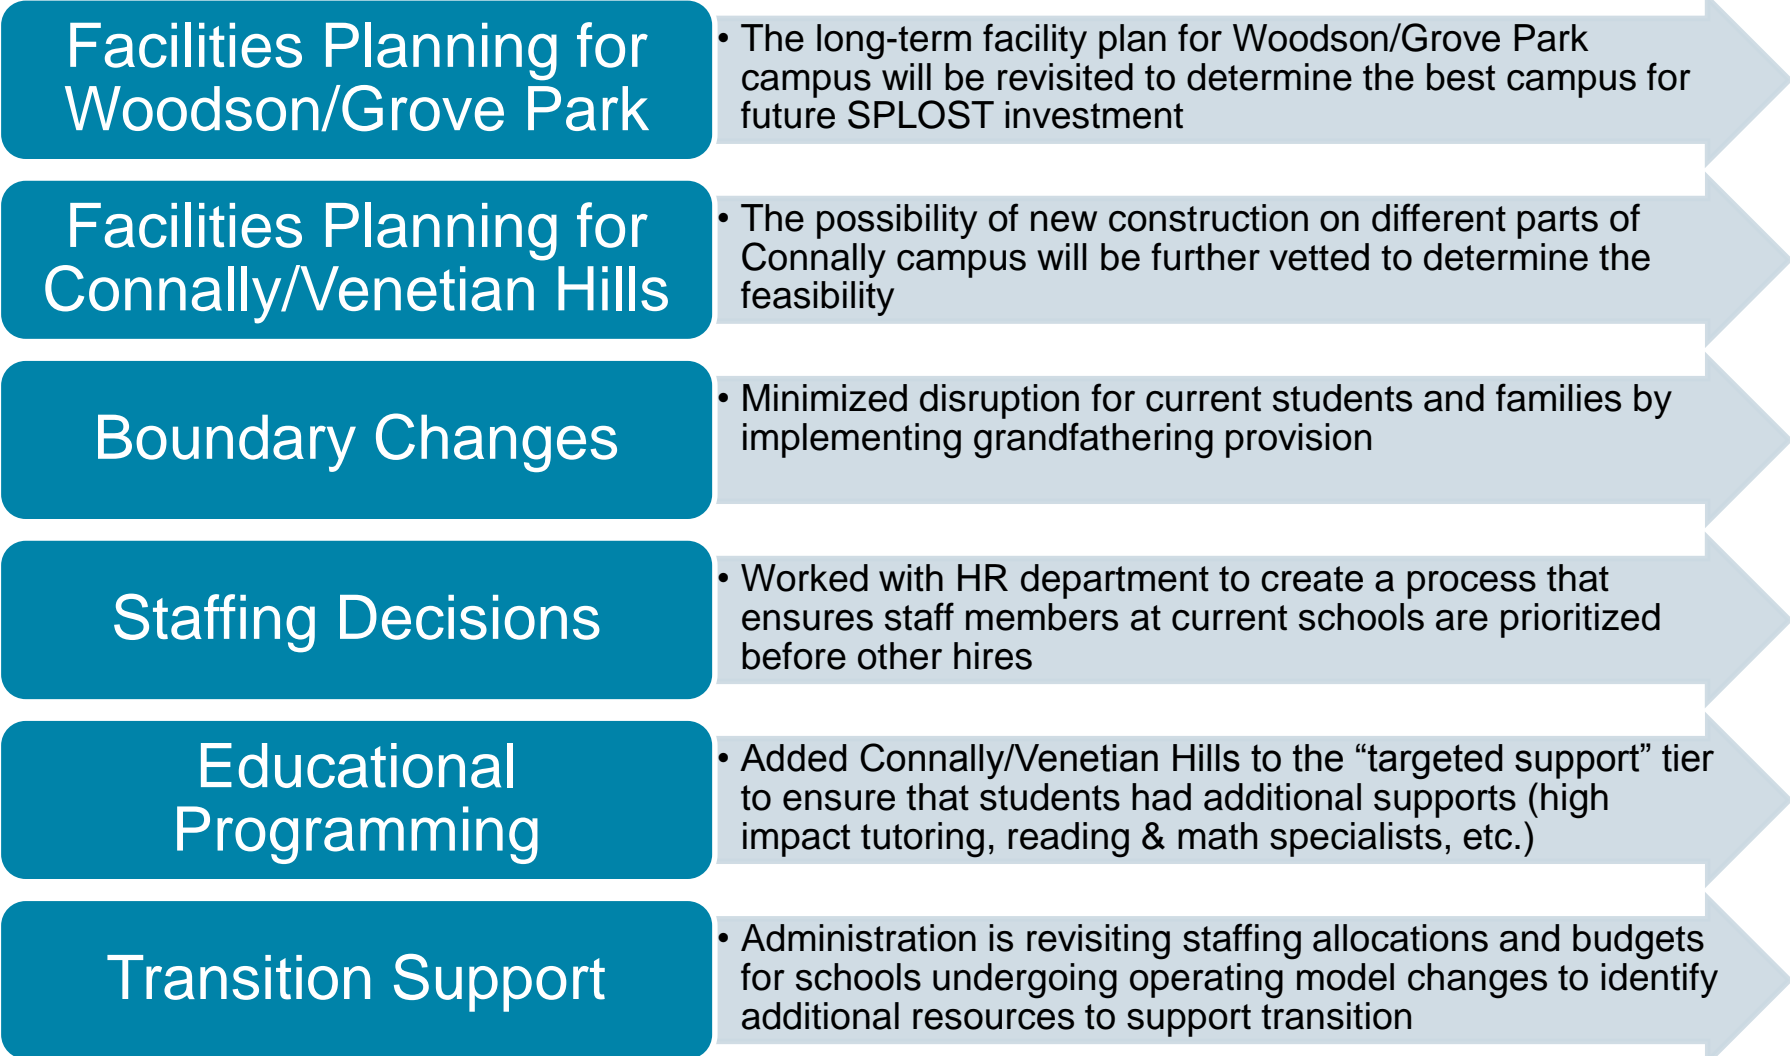 Facilities Planning for
Woodson/Grove Park
• The long-term facility plan for Woodson/Grove Park
campus will be revisited to determine the best campus for
future SPLOST investment
Facilities Planning for
Connally/Venetian Hills
• The possibility of new construction on different parts of
Connally campus will be further vetted to determine the
feasibility
Boundary Changes
• Minimized disruption for current students and families by
implementing grandfathering provision
Staffing Decisions
• Worked with HR department to create a process that
ensures staff members at current schools are prioritized
before other hires
Educational
Programming
• Added Connally/Venetian Hills to the “targeted support” tier
to ensure that students had additional supports (high
impact tutoring, reading & math specialists, etc.)
Transition Support
• Administration is revisiting staffing allocations and budgets
for schools undergoing operating model changes to identify
additional resources to support transition